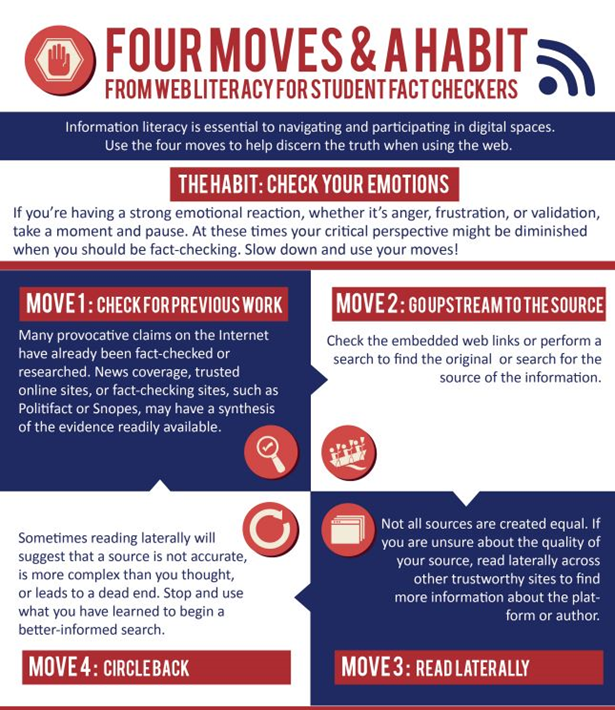 FOUR MOVES & A HABIT
FROM WEB LITERACY FOR STUDENT FACT CHECKERS
Information literacy is essential to navigating and participating in digital spaces.
Use the four moves to help discern the truth when using the web.
THE HABIT: CHECK YOUR EMOTIONS
If you're having a strong emotional reaction, whether it's anger, frustration, or validation,
take a moment and pause. At these times your critical perspective might be diminished
when you should be fact-checking. Slow down and use your moves!
MOVE 1: CHECK FOR PREVIOUS WORK
Many provocative claims on the Internet
have already been fact-checked or
researched. News coverage, trusted
online sites, or fact-checking sites, such as
Politifact or Snopes, may have a synthesis
of the evidence readily available.
MOVE 2: GO UPSTREAM TO THE SOURCE
Check the embedded web links or perform a
search to find the original or search for the
source of the information.
Not all sources are created equal. If
you are unsure about the quality of
your source, read laterally across
other trustworthy sites to find
more information about the plat-
form or author.
MOVE 3: READ LATERALLY
Sometimes reading laterally will
suggest that a source is not accurate,
is more complex than you thought,
or leads to a dead end. Stop and use
what you have learned to begin a
better-informed search.
MOVE 4: CIRCLE BACK